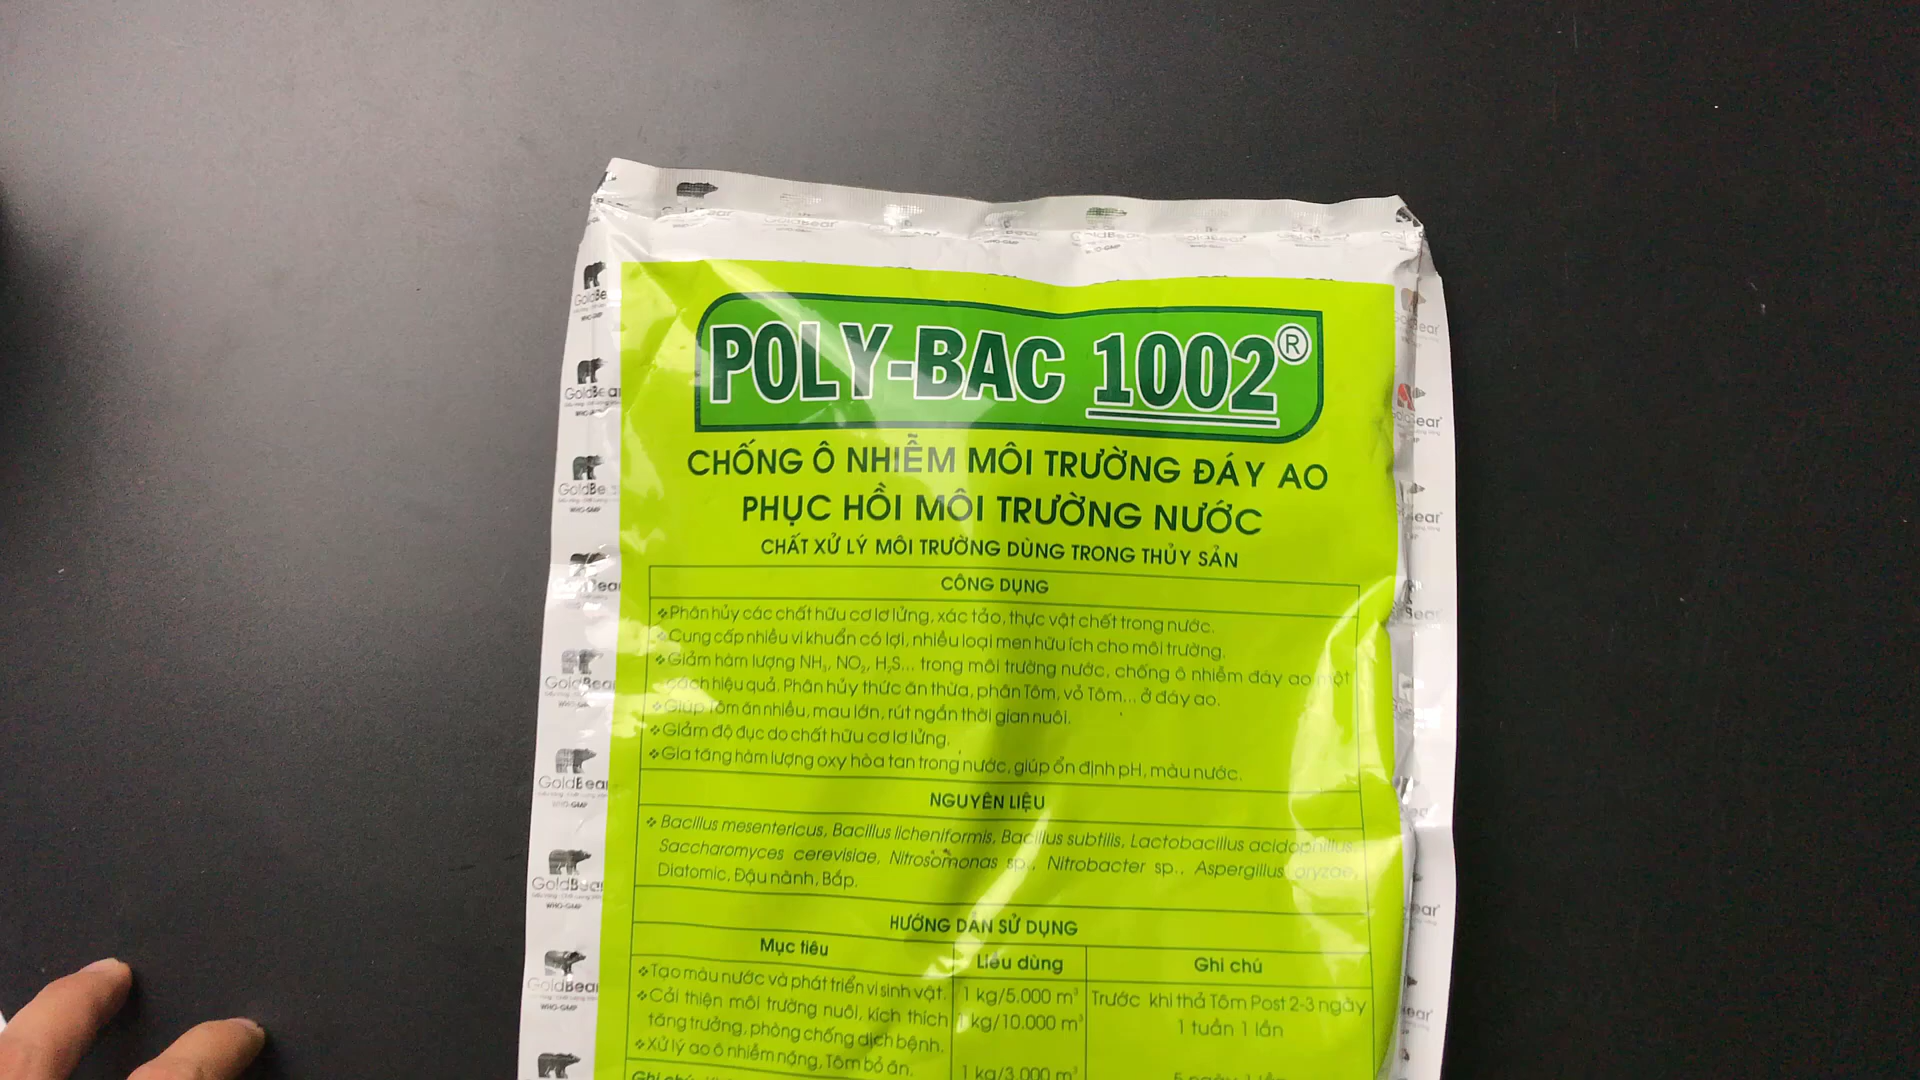 POLY-BAC 1002®
CHỐNG Ô NHIỄM MÔI TRƯỜNG ĐÁY AO
PHỤC HỒI MÔI TRƯỜNG NƯỚC
CHẤT XỬ LÝ MÔI TRƯỜNG DÙNG TRONG THỦY SẢN
CÔNG DỤNG
❖Phân hủy các chất hữu cơ lơ lửng, xác tảo, thực vật chết trong nước.
❖Cung cấp nhiều vi khuẩn có lợi, nhiều loại men hữu ích cho môi trường.
❖Giảm hàm lượng NH₃, NO₂, H₂S... trong môi trường nước, chống ô nhiễm đáy ao một
cách hiệu quả. Phân hủy thức ăn thừa, phân Tôm, vỏ Tôm... ở đáy ao.
❖Giúp Tôm ăn nhiều, mau lớn, rút ngắn thời gian nuôi.
❖Giảm độ đục do chất hữu cơ lơ lửng.
❖Gia tăng hàm lượng oxy hòa tan trong nước, giúp ổn định pH, màu nước.
NGUYÊN LIỆU
❖ Bacillus mesentericus, Bacillus licheniformis, Bacillus subtilis, Lactobacillus acidophillus,
Saccharomyces cerevisiae, Nitrosomonas sp., Nitrobacter sp., Aspergillus oryzae,
Diatomic, Đậu nành, Bắp.
HƯỚNG DẪN SỬ DỤNG
Mục tiêu Liều dùng Ghi chú
❖Tạo màu nước và phát triển vi sinh vật. 1 kg/5.000 m³ Trước khi thả Tôm Post 2-3 ngày
❖Cải thiện môi trường nuôi, kích thích 1 kg/10.000 m³ 1 tuần 1 lần
tăng trưởng, phòng chống dịch bệnh.
❖Xử lý ao ô nhiễm nặng, Tôm bỏ ăn. 1 kg/3.000 m³ 5 ngày 1 lần
GoldBear
WHO-GMP